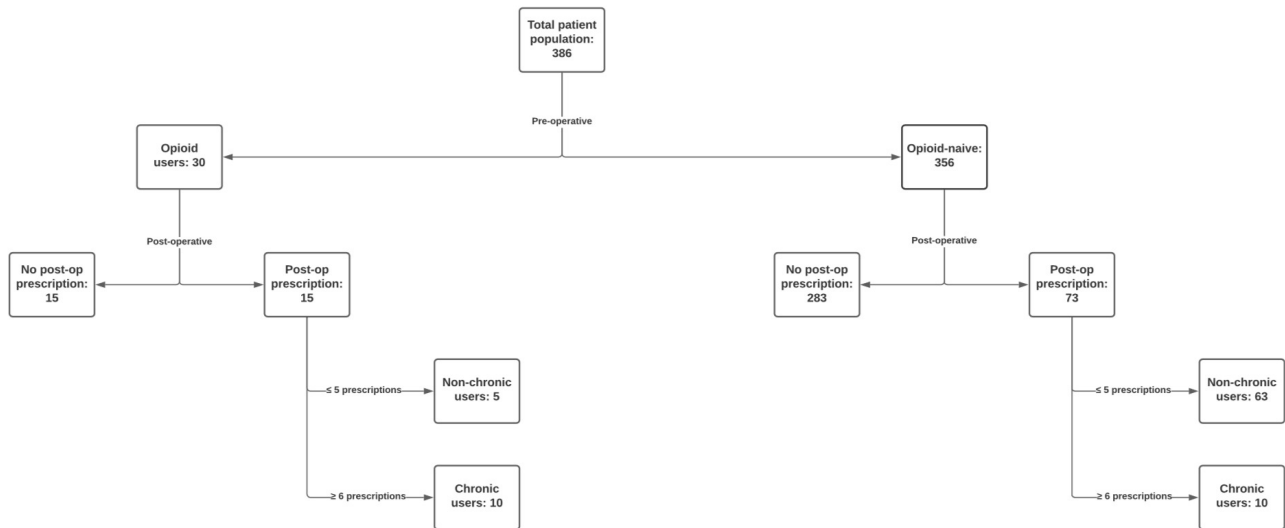 Total patient
population:
386
Pre-operative
Opioid
users: 30
Opioid-naive:
356
Post-operative
Post-operative
No post-op
prescription:
15
Post-op
prescription:
15
No post-op
prescription:
283
Post-op
prescription:
73
≤ 5 prescriptions
Non-chronic
users: 5
≤ 5 prescriptions
Non-chronic
users: 63
≥ 6 prescriptions
Chronic
users: 10
≥ 6 prescriptions
Chronic
users: 10